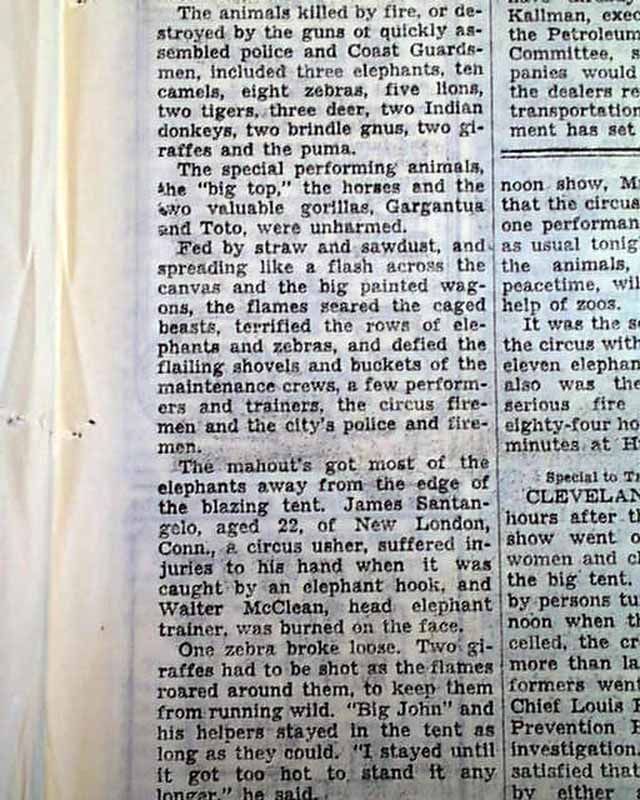 The animals killed by fire, or de-
stroyed by the guns of quickly as-
sembled police and Coast Guards-
men, included three elephants, ten
camels, eight zebras, five lions,
two tigers, three deer, two Indian
donkeys, two brindle gnus, two gi-
raffes and the puma.
The special performing animals,
the "big top," the horses and the
two valuable gorillas, Gargantua
and Toto, were unharmed.
Fed by straw and sawdust, and
spreading like a flash across the
canvas and the big painted wag-
ons, the flames seared the caged
beasts, terrified the rows of ele-
phants and zebras, and defied the
flailing shovels and buckets of the
maintenance crews, a few perform-
ers and trainers, the circus fire-
men and the city's police and fire-
men.
The mahout's got most of the
elephants away from the edge of
the blazing tent. James Santan-
gelo, aged 22, of New London,
Conn., a circus usher, suffered in-
juries to his hand when it was
caught by an elephant hook, and
Walter McClean, head elephant
trainer, was burned on the face.
One zebra broke loose. Two gi-
raffes had to be shot as the flames
roared around them, to keep them
from running wild. "Big John" and
his helpers stayed in the tent as
long as they could. "I stayed until
it got too hot to stand it any
longer," he said.
Kallman, exec
the Petroleum
Committee, s
panies would
the dealers re
transportation
ment has set
noon show, M
that the circus
one performan
as usual tonig
the animals,
peacetime, wil
help of zoos.
It was the s
the circus with
eleven elephan
also was the
serious fire
eighty-four ho
minutes at H
Special to T
CLEVELAN
hours after th
show went o
women and c
the big tent.
by persons tu
noon when th
celled, the cr
more than la
formers went
Chief Louis
Prevention
investigation.
satisfied that
by either